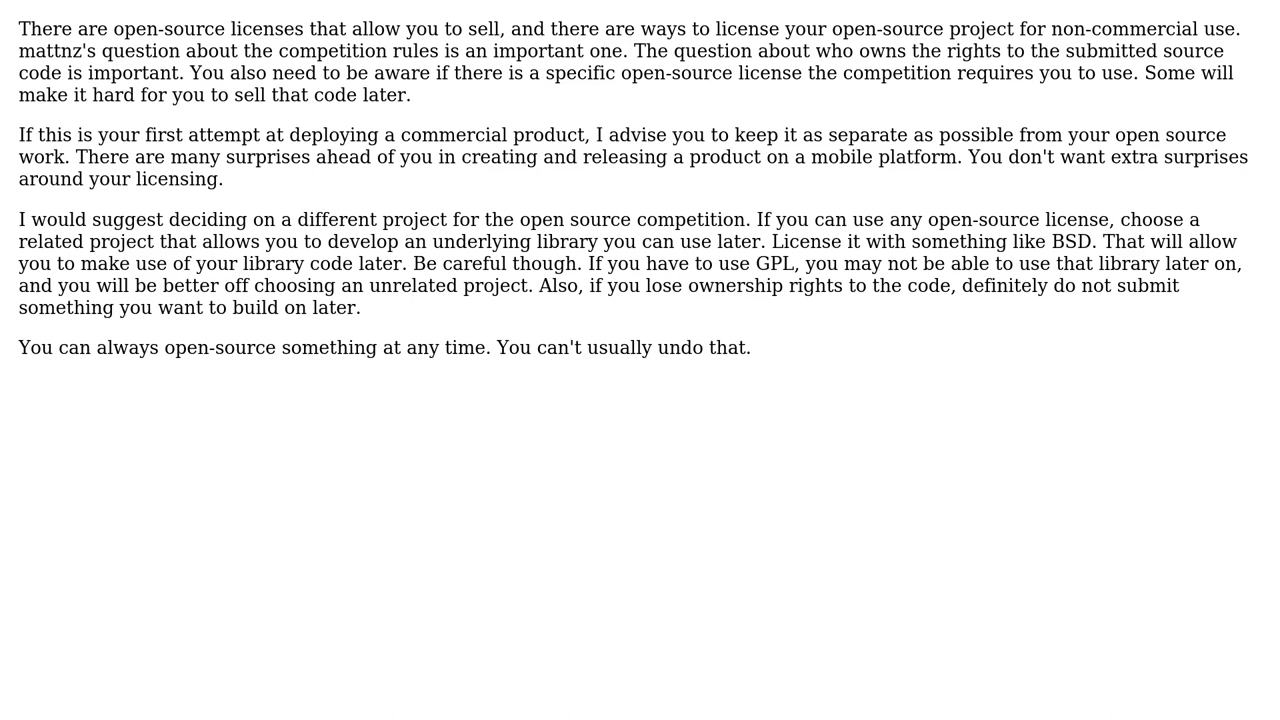 There are open-source licenses that allow you to sell, and there are ways to license your open-source project for non-commercial use.
mattnz's question about the competition rules is an important one. The question about who owns the rights to the submitted source
code is important. You also need to be aware if there is a specific open-source license the competition requires you to use. Some will
make it hard for you to sell that code later.
If this is your first attempt at deploying a commercial product, I advise you to keep it as separate as possible from your open source
work. There are many surprises ahead of you in creating and releasing a product on a mobile platform. You don't want extra surprises
around your licensing.
I would suggest deciding on a different project for the open source competition. If you can use any open-source license, choose a
related project that allows you to develop an underlying library you can use later. License it with something like BSD. That will allow
you to make use of your library code later. Be careful though. If you have to use GPL, you may not be able to use that library later on,
and you will be better off choosing an unrelated project. Also, if you lose ownership rights to the code, definitely do not submit
something you want to build on later.
You can always open-source something at any time. You can't usually undo that.